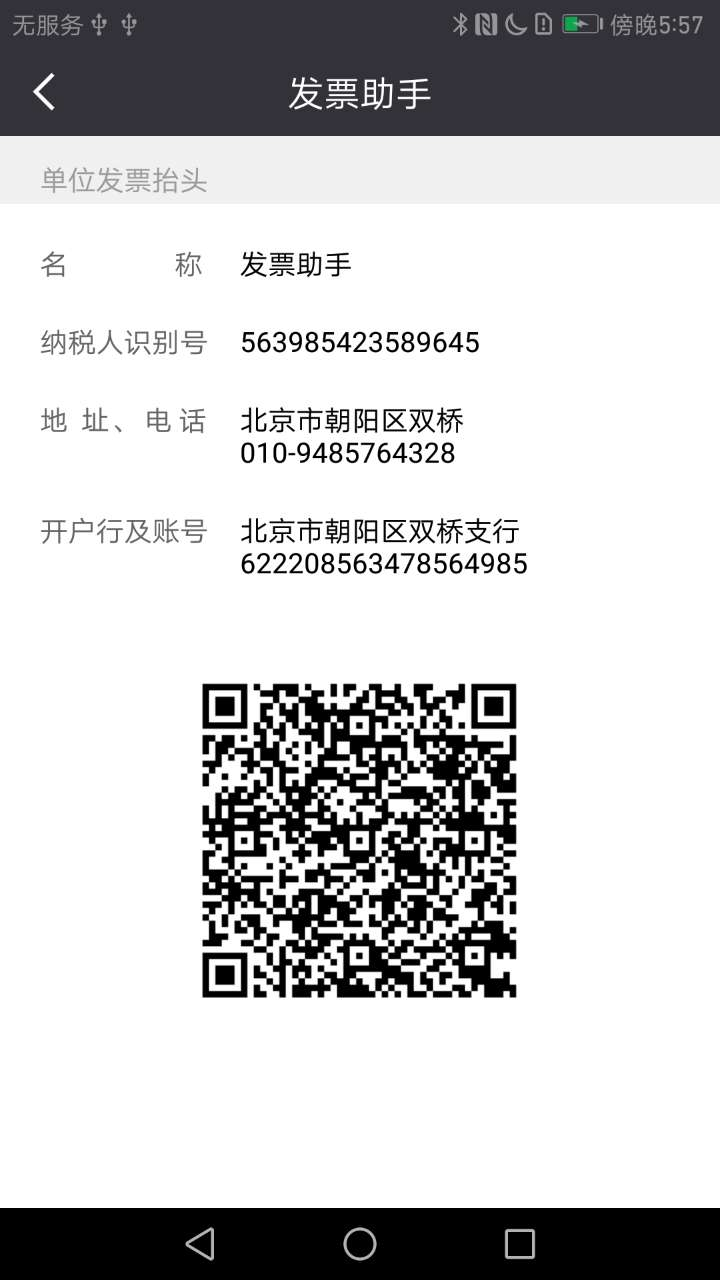 无服务 傍晚5:57
发票助手
单位发票抬头
名 称 发票助手
纳税人识别号 563985423589645
地 址、电 话 北京市朝阳区双桥
010-9485764328
开户行及账号 北京市朝阳区双桥支行
622208563478564985